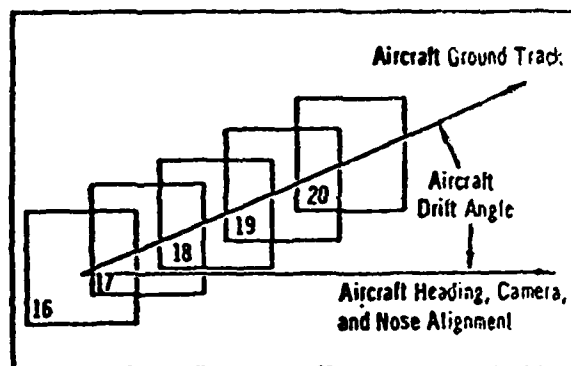 Aircraft Ground Track
Aircraft
Drift Angle
20
19
18
17
16
Aircraft Heading, Camera,
and Nose Alignment